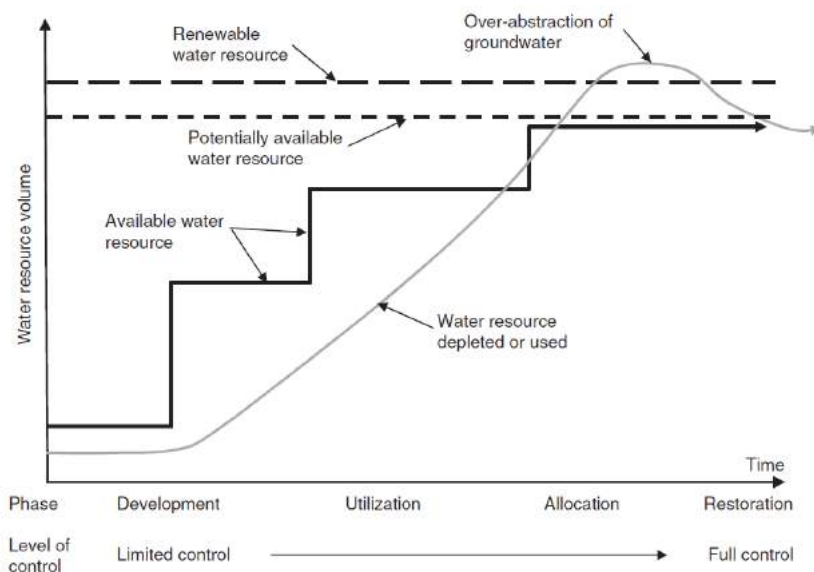 Over-abstraction of
groundwater
Renewable
water resource
Potentially available
water resource
Available water
resource
Water resource
depleted or used
Water resource volume
Time
Phase Development Utilization Allocation Restoration
Level of
control Limited control Full control